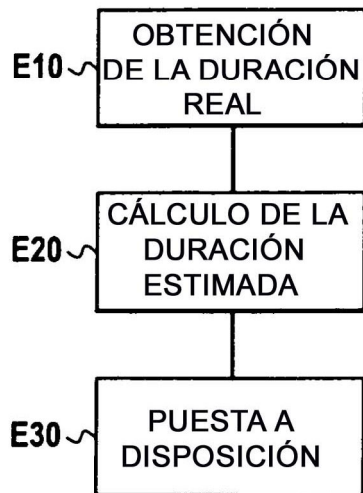 E10
OBTENCIÓN
DE LA DURACIÓN
REAL
E20
CÁLCULO DE LA
DURACIÓN
ESTIMADA
E30
PUESTA A
DISPOSICIÓN